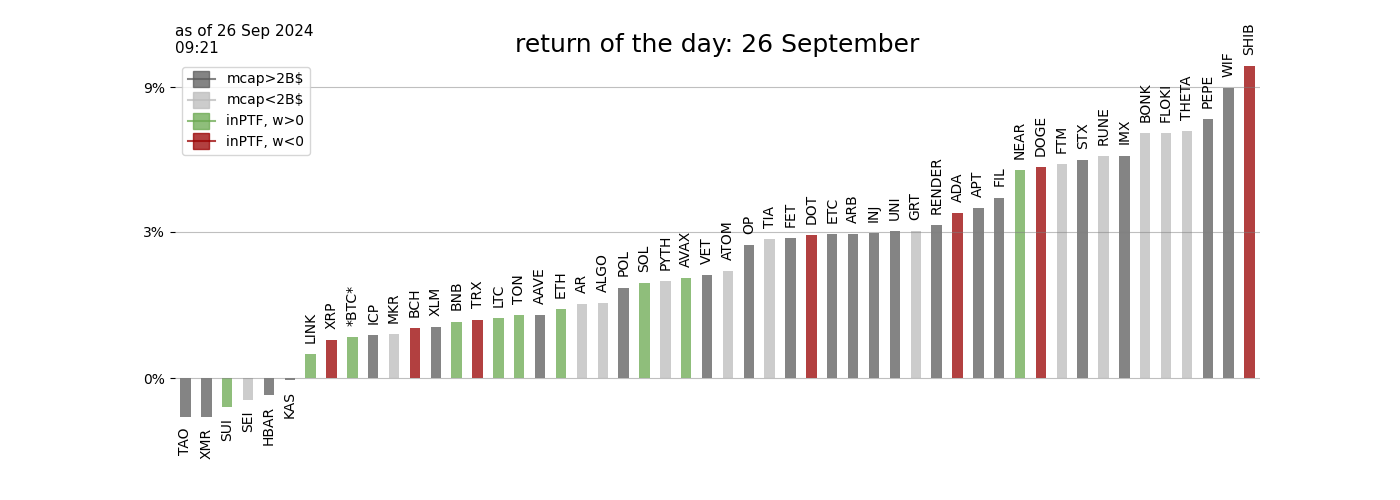 as of 26 Sep 2024
09:21
return of the day: 26 September
mcap>2B$
mcap<2B$
inPTF, w>0
inPTF, w<0
9%
3%
0%
TAO
XMR
SUI
SEI
HBAR
KAS
LINK
XRP
*BTC*
ICP
MKR
BCH
XLM
BNB
TRX
LTC
TON
AAVE
ETH
AR
ALGO
POL
SOL
PYTH
AVAX
VET
ATOM
OP
TIA
FET
DOT
ETC
ARB
INJ
UNI
GRT
RENDER
ADA
APT
FIL
NEAR
DOGE
FTM
STX
RUNE
IMX
BONK
FLOKI
THETA
PEPE
WIF
SHIB